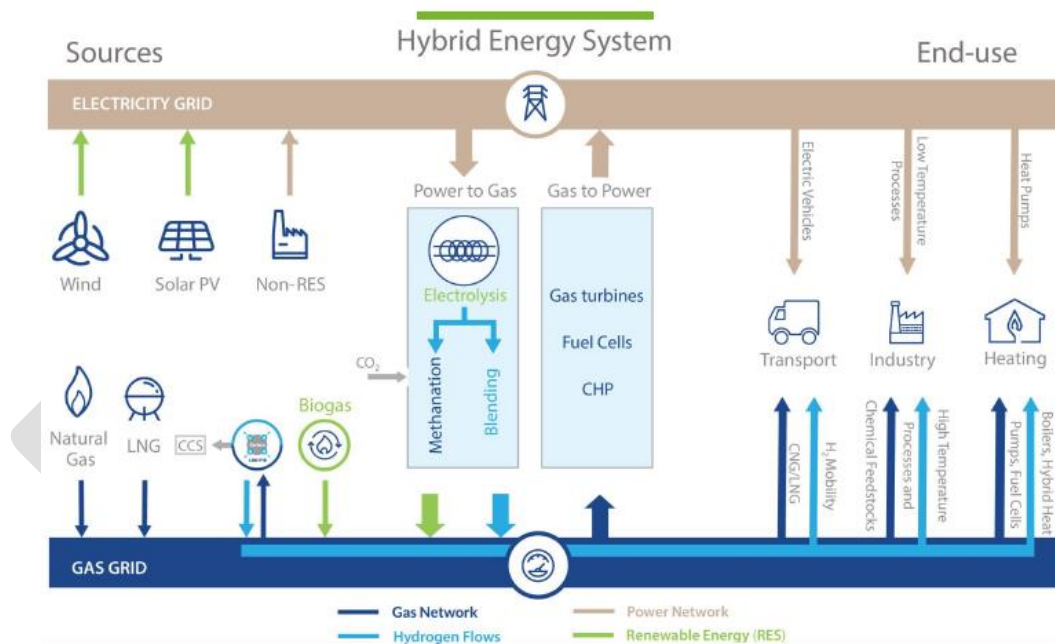 Hybrid Energy System
Sources
End-use
ELECTRICITY GRID
Wind
Solar PV
Non-RES
Power to Gas
Gas to Power
Electrolysis
Methanation
Blending
CO₂
Gas turbines
Fuel Cells
CHP
Electric Vehicles
Low Temperature
Processes
Heat Pumps
Transport
Industry
Heating
Natural
Gas
LNG
CCS
Biogas
CNG/LNG
H₂ Mobility
Chemical Feedstocks
Processes and
High Temperature
Pumps, Fuel Cells
Boilers, Hybrid Heat
GAS GRID
Gas Network
Power Network
Hydrogen Flows
Renewable Energy (RES)